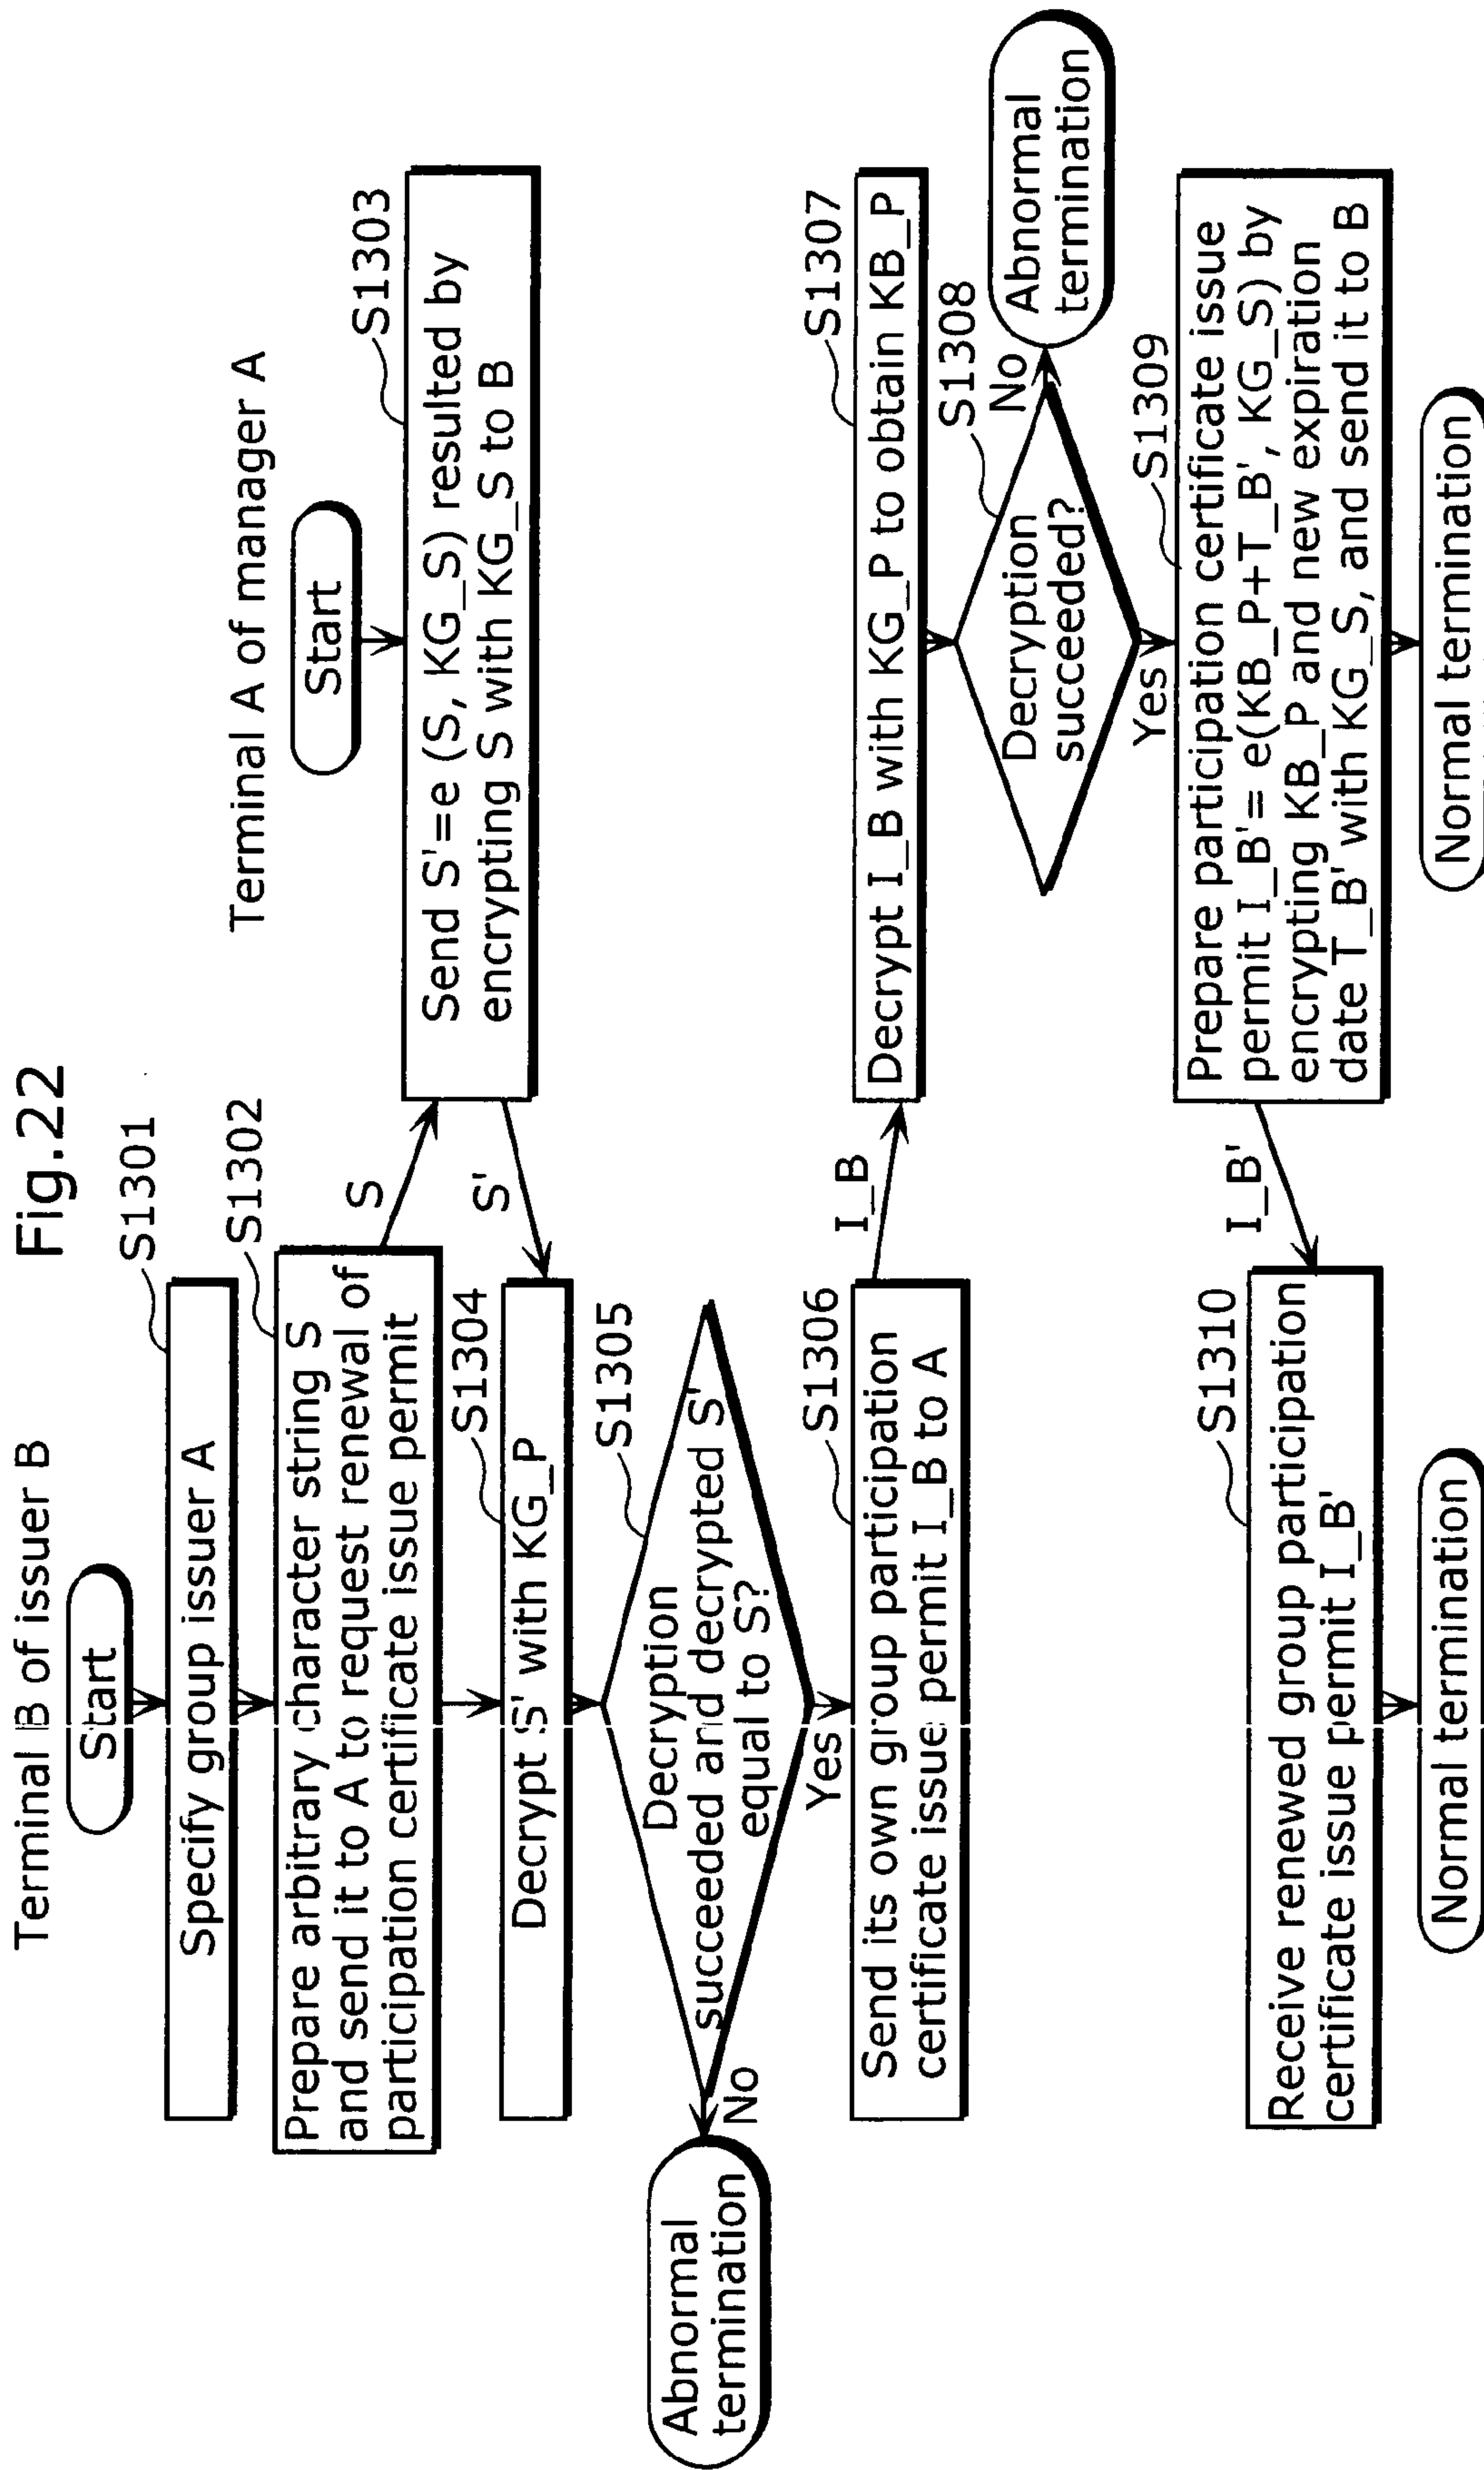 Fig.22
Terminal B of issuer B
Start
S1301
Specify group issuer A
S1302
Prepare arbitrary character string S
and send it to A to request renewal of
participation certificate issue permit
S
Terminal A of manager A
Start
S1303
Send S'=e (S, KG_S) resulted by
encrypting S with KG_S to B
S'
S1304
Decrypt S' with KG_P
S1305
Decryption
succeeded and decrypted S'
equal to S?
No
Abnormal
termination
Yes
S1306
Send its own group participation
certificate issue permit I_B to A
I_B
S1307
Decrypt I_B with KG_P to obtain KB_P
S1308
Decryption
succeeded?
No
Abnormal
termination
Yes
S1309
Prepare participation certificate issue
permit I_B'= e(KB_P+T_B', KG_S) by
encrypting KB_P and new expiration
date T_B' with KG_S, and send it to B
Normal termination
I_B'
S1310
Receive renewed group participation
certificate issue permit I_B'
Normal termination